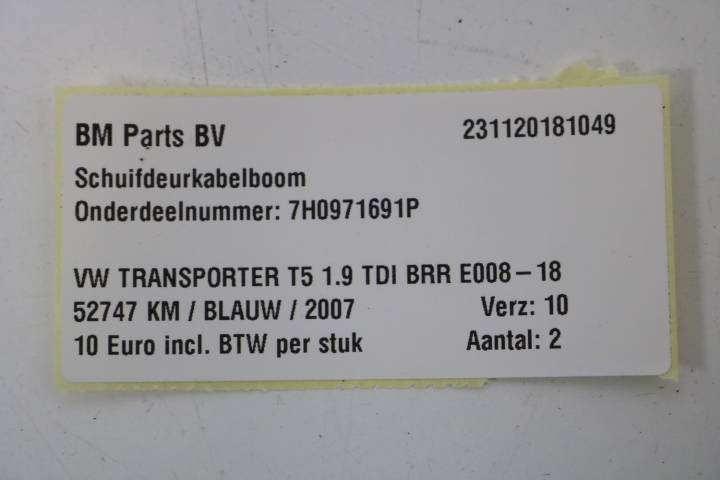 BM Parts BV 231120181049
Schuifdeurkabelboom
Onderdeelnummer: 7H0971691P
VW TRANSPORTER T5 1.9 TDI BRR E008-18
52747 KM / BLAUW / 2007 Verz: 10
10 Euro incl. BTW per stuk Aantal: 2